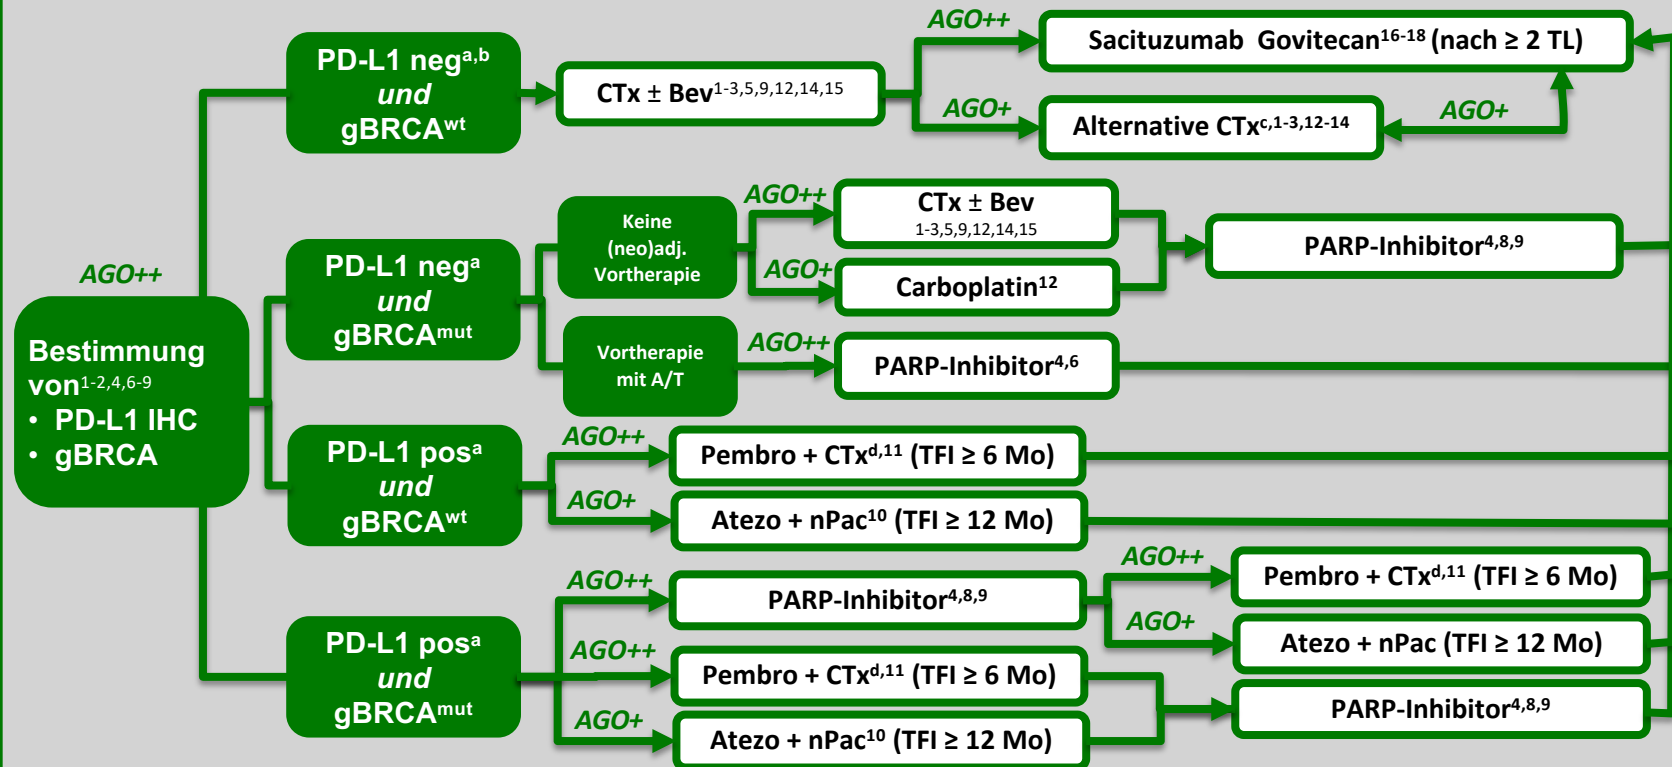 AGO++
Bestimmung
von1-2,4,6-9
• PD-L1 IHC
• gBRCA
PD-L1 nega,b
und
gBRCAwt
CTx ± Bev1-3,5,9,12,14,15
AGO++
Sacituzumab Govitecan16-18 (nach ≥ 2 TL)
AGO+
Alternative CTxc,1-3,12-14
AGO+
PD-L1 nega
und
gBRCAmut
Keine
(neo)adj.
Vortherapie
AGO++
CTx ± Bev
1-3,5,9,12,14,15
AGO+
Carboplatin12
PARP-Inhibitor4,8,9
Vortherapie
mit A/T
AGO++
PARP-Inhibitor4,6
PD-L1 posa
und
gBRCAwt
AGO++
Pembro + CTxd,11 (TFI ≥ 6 Mo)
AGO+
Atezo + nPac10 (TFI ≥ 12 Mo)
PD-L1 posa
und
gBRCAmut
AGO++
PARP-Inhibitor4,8,9
AGO++
Pembro + CTxd,11 (TFI ≥ 6 Mo)
AGO+
Atezo + nPac (TFI ≥ 12 Mo)
AGO++
Pembro + CTxd,11 (TFI ≥ 6 Mo)
AGO+
Atezo + nPac10 (TFI ≥ 12 Mo)
PARP-Inhibitor4,8,9